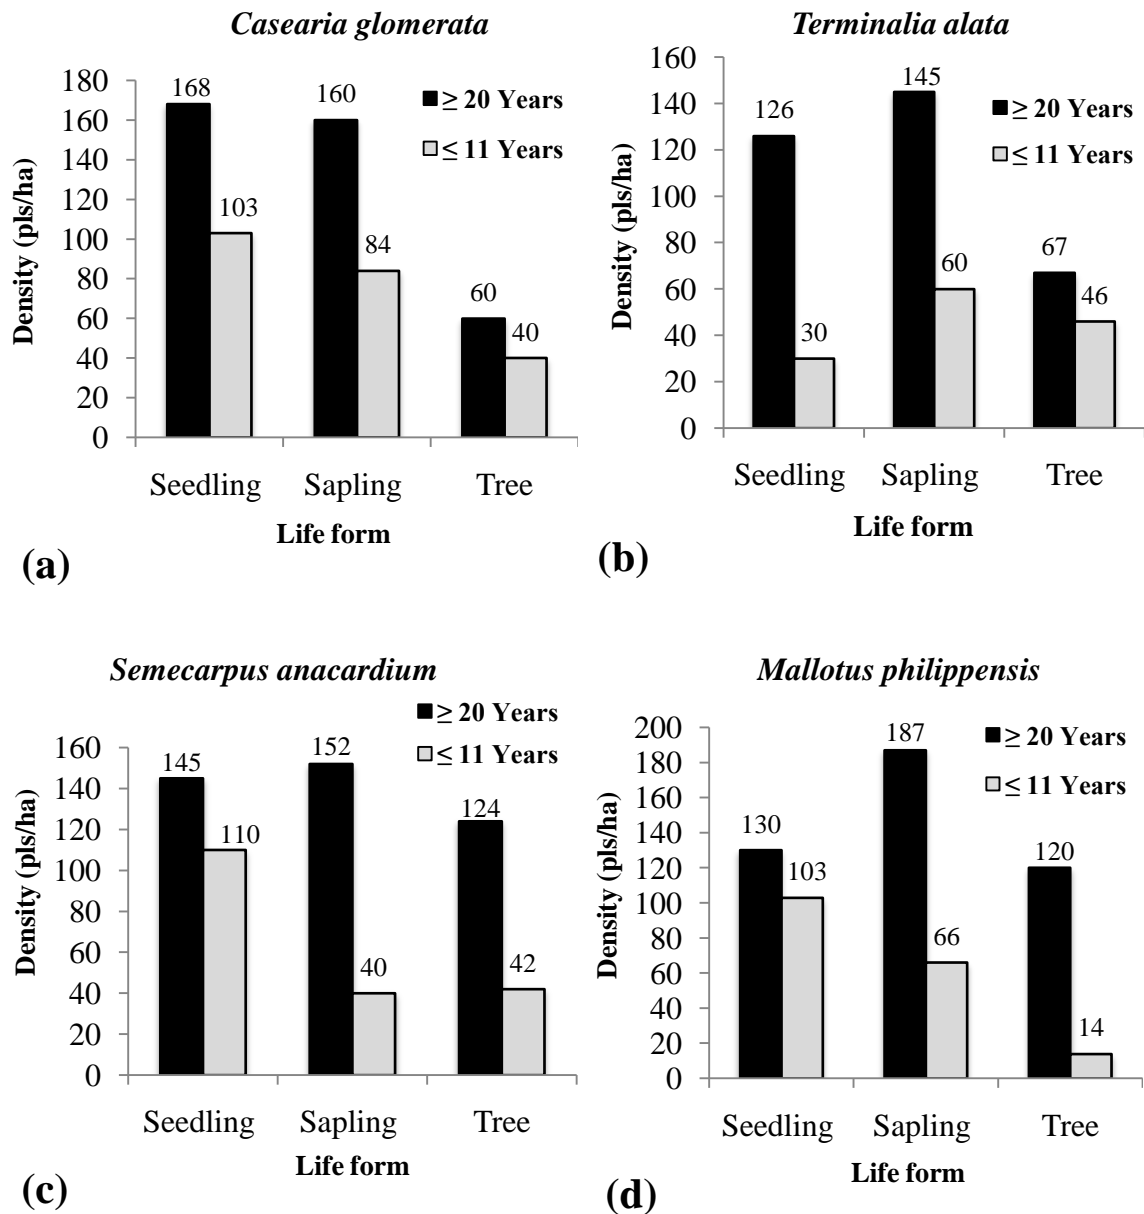 Casearia glomerata
180
160
140
120
100
80
60
40
20
0
Density (pls/ha)
168
103
160
84
60
40
≥ 20 Years
≤ 11 Years
Seedling Sapling Tree
Life form
(a)
Terminalia alata
160
140
120
100
80
60
40
20
0
Density (pls/ha)
126
30
145
60
67
46
≥ 20 Years
≤ 11 Years
Seedling Sapling Tree
Life form
(b)
Semecarpus anacardium
160
140
120
100
80
60
40
20
0
Density (pls/ha)
145
110
152
40
124
42
≥ 20 Years
≤ 11 Years
Seedling Sapling Tree
Life form
(c)
Mallotus philippensis
200
180
160
140
120
100
80
60
40
20
0
Density (pls/ha)
130
103
187
66
120
14
≥ 20 Years
≤ 11 Years
Seedling Sapling Tree
Life form
(d)